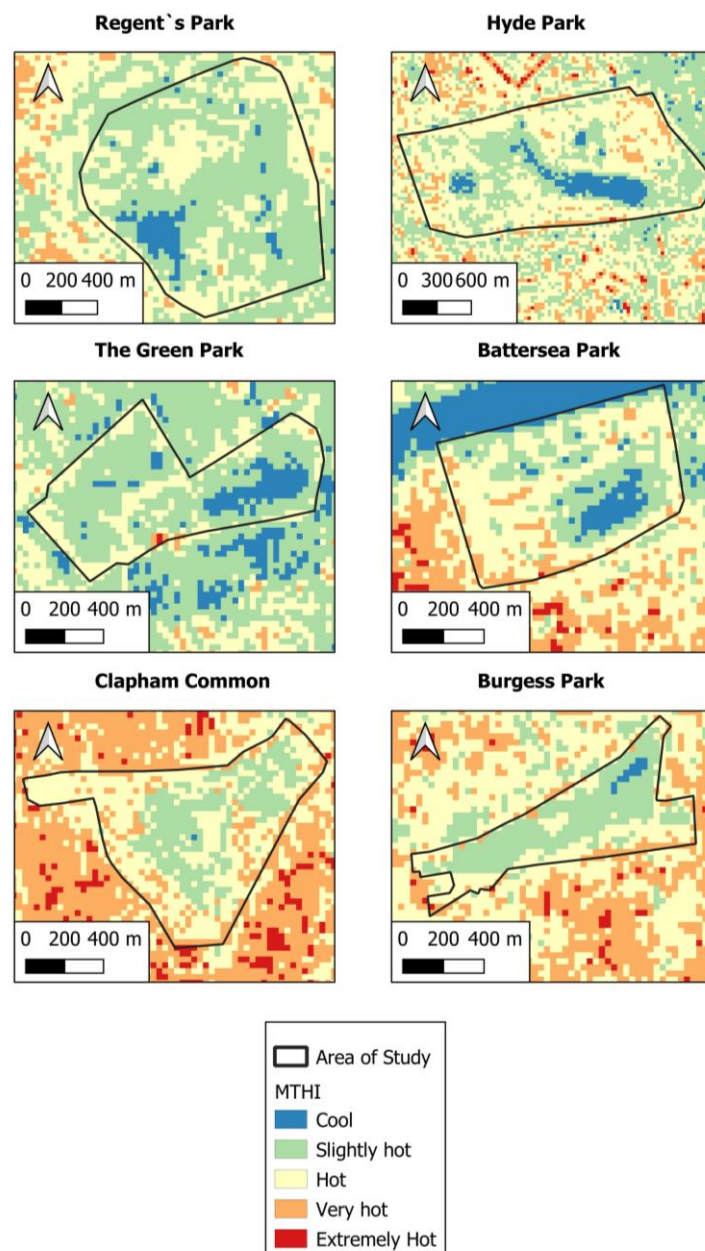 Regent`s Park
Hyde Park
0 200 400 m
0 300 600 m
The Green Park
Battersea Park
0 200 400 m
0 200 400 m
Clapham Common
Burgess Park
0 200 400 m
0 200 400 m
Area of Study
MTHI
Cool
Slightly hot
Hot
Very hot
Extremely Hot